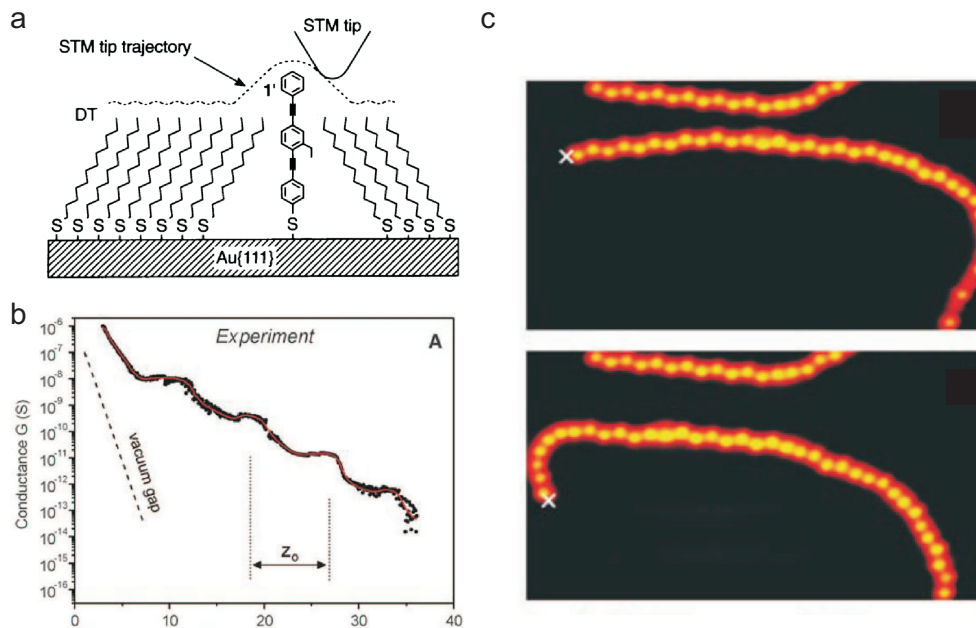 a
STM tip
STM tip trajectory
1'
DT
S S S S S S S S S S S S S
Au{111}
b
Experiment
A
Conductance G (S)
10⁻⁶
10⁻⁷
10⁻⁸
10⁻⁹
10⁻¹⁰
10⁻¹¹
10⁻¹²
10⁻¹³
10⁻¹⁴
10⁻¹⁵
10⁻¹⁶
vacuum gap
z₀
0 10 20 30 40
c